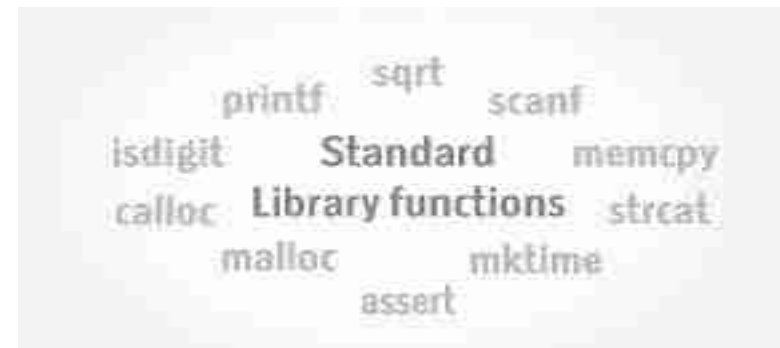 sqrt
printf scanf
isdigit Standard memcpy
calloc Library functions strcat
malloc mktime
assert